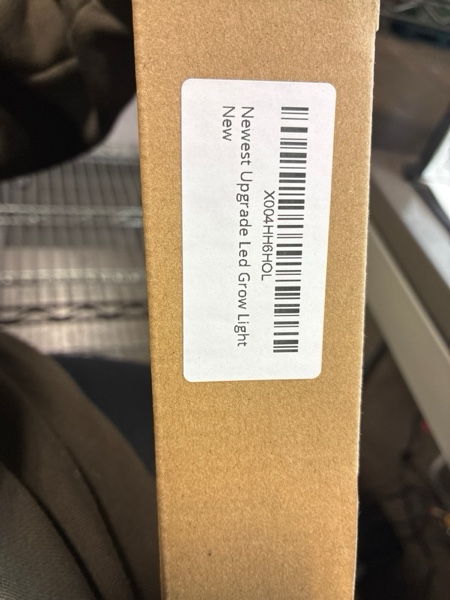 X004HH6HOL
Newest Upgrade Led Grow Light
New